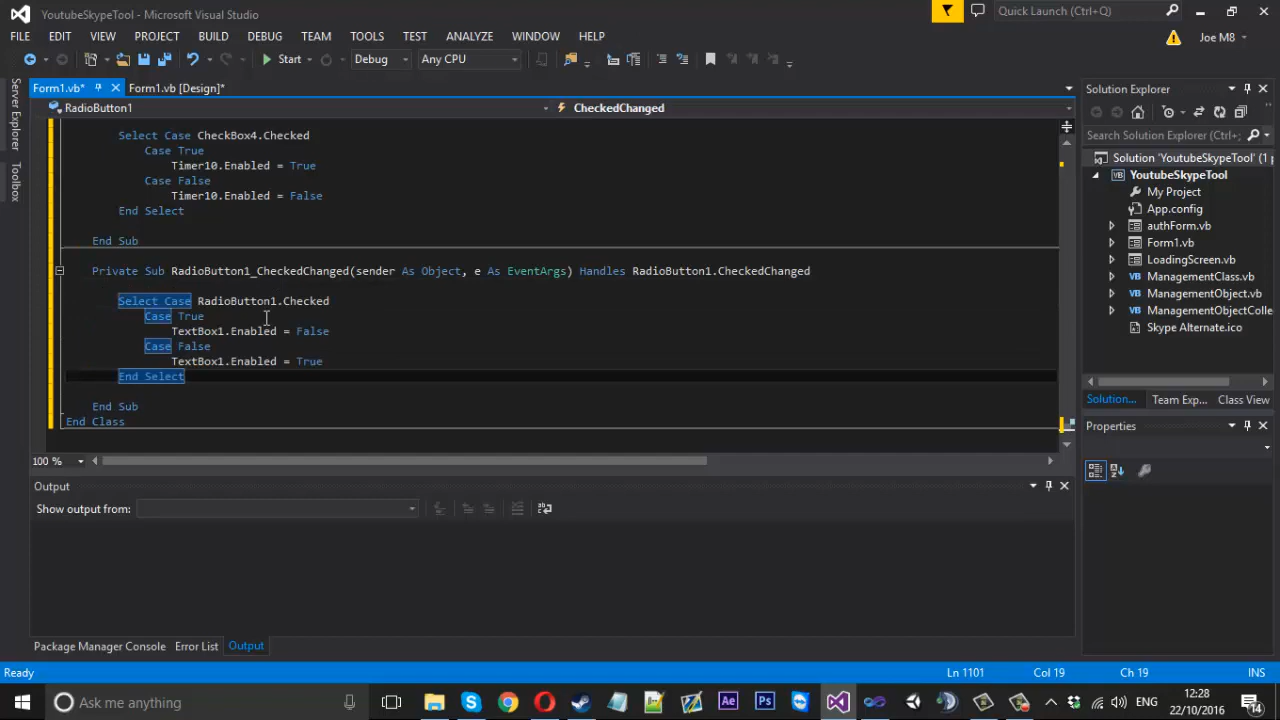 YoutubeSkypeTool - Microsoft Visual Studio
Quick Launch (Ctrl+Q)
FILE EDIT VIEW PROJECT BUILD DEBUG TEAM TOOLS TEST ANALYZE WINDOW HELP
Joe M8
Start Debug Any CPU
Form1.vb* Form1.vb [Design]*
RadioButton1 CheckedChanged
Server Explorer
Toolbox
Select Case CheckBox4.Checked
Case True
Timer10.Enabled = True
Case False
Timer10.Enabled = False
End Select
End Sub
Private Sub RadioButton1_CheckedChanged(sender As Object, e As EventArgs) Handles RadioButton1.CheckedChanged
Select Case RadioButton1.Checked
Case True
TextBox1.Enabled = False
Case False
TextBox1.Enabled = True
End Select
End Sub
End Class
100 %
Output
Show output from:
Package Manager Console Error List Output
Solution Explorer
Search Solution Explorer (Ctrl+;
Solution 'YoutubeSkypeTool' (1 p
YoutubeSkypeTool
My Project
App.config
authForm.vb
Form1.vb
LoadingScreen.vb
ManagementClass.vb
ManagementObject.vb
ManagementObjectColle
Skype Alternate.ico
Solution... Team Exp... Class View
Properties
Ready Ln 1101 Col 19 Ch 19 INS
Ask me anything
Ae Ps
ENG
12:28
22/10/2016
14